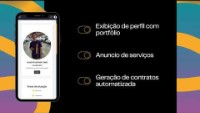 Exibição de perfil com
portfólio
Anuncio de serviços
Geração de contratos
automatizada